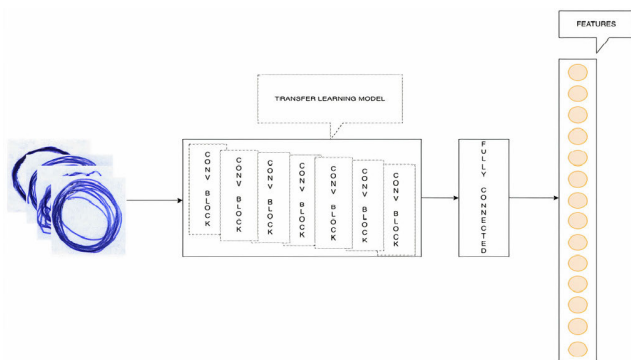 FEATURES
TRANSFER LEARNING MODEL
CONV BLOCK
CONV BLOCK
CONV BLOCK
CONV BLOCK
CONV BLOCK
CONV BLOCK
CONV BLOCK
FULLY CONNECTED